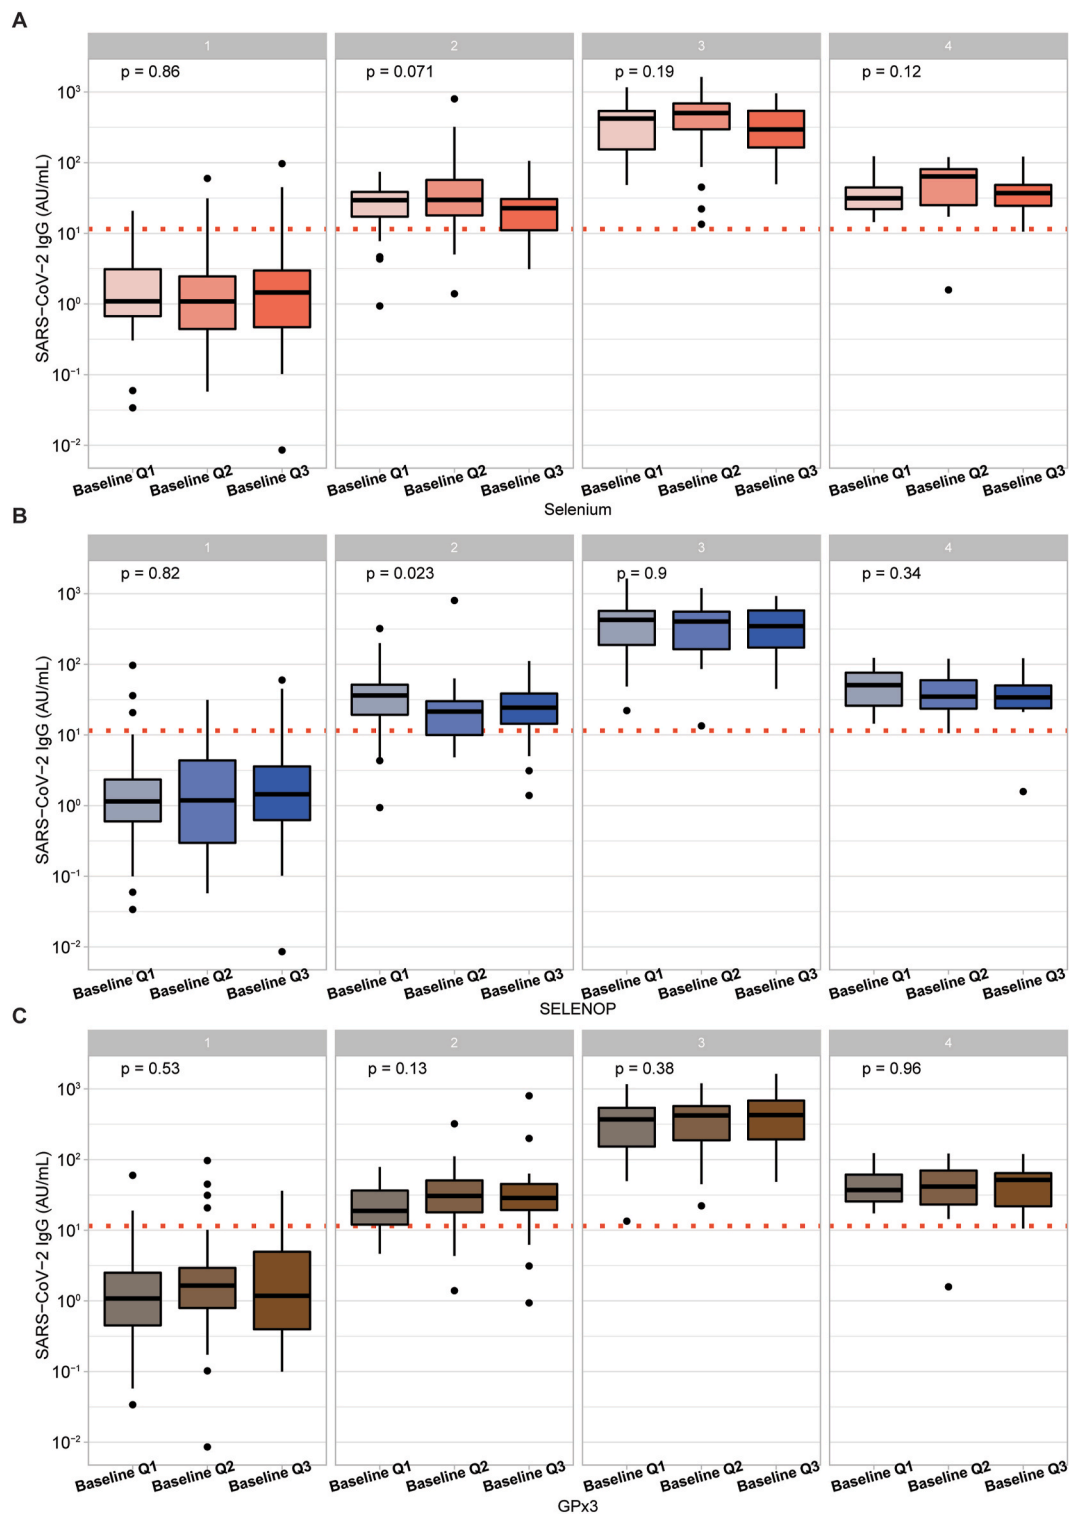 A
1 2 3 4
p = 0.86 p = 0.071 p = 0.19 p = 0.12
SARS−CoV−2 IgG (AU/mL)
10³
10²
10¹
10⁰
10⁻¹
10⁻²
Baseline Q1 Baseline Q2 Baseline Q3 Baseline Q1 Baseline Q2 Baseline Q3 Baseline Q1 Baseline Q2 Baseline Q3 Baseline Q1 Baseline Q2 Baseline Q3
Selenium
B
1 2 3 4
p = 0.82 p = 0.023 p = 0.9 p = 0.34
SARS−CoV−2 IgG (AU/mL)
10³
10²
10¹
10⁰
10⁻¹
10⁻²
Baseline Q1 Baseline Q2 Baseline Q3 Baseline Q1 Baseline Q2 Baseline Q3 Baseline Q1 Baseline Q2 Baseline Q3 Baseline Q1 Baseline Q2 Baseline Q3
SELENOP
C
1 2 3 4
p = 0.53 p = 0.13 p = 0.38 p = 0.96
SARS−CoV−2 IgG (AU/mL)
10³
10²
10¹
10⁰
10⁻¹
10⁻²
Baseline Q1 Baseline Q2 Baseline Q3 Baseline Q1 Baseline Q2 Baseline Q3 Baseline Q1 Baseline Q2 Baseline Q3 Baseline Q1 Baseline Q2 Baseline Q3
GPx3